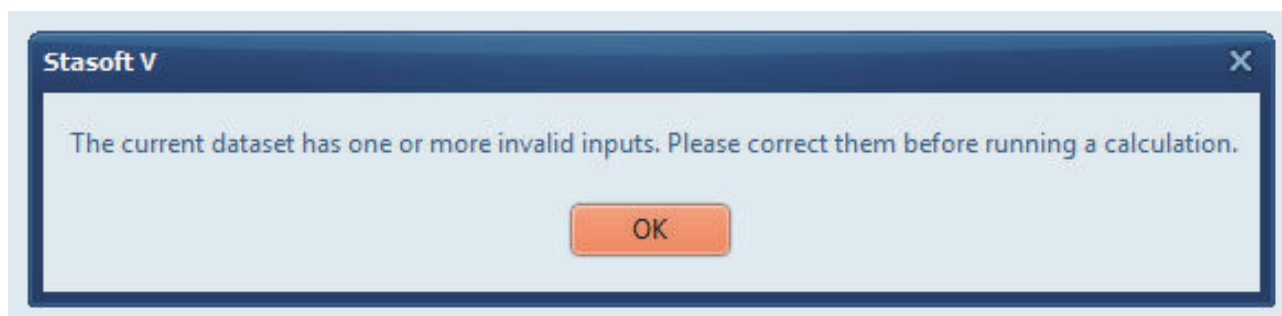 Stasoft V
The current dataset has one or more invalid inputs. Please correct them before running a calculation.
OK